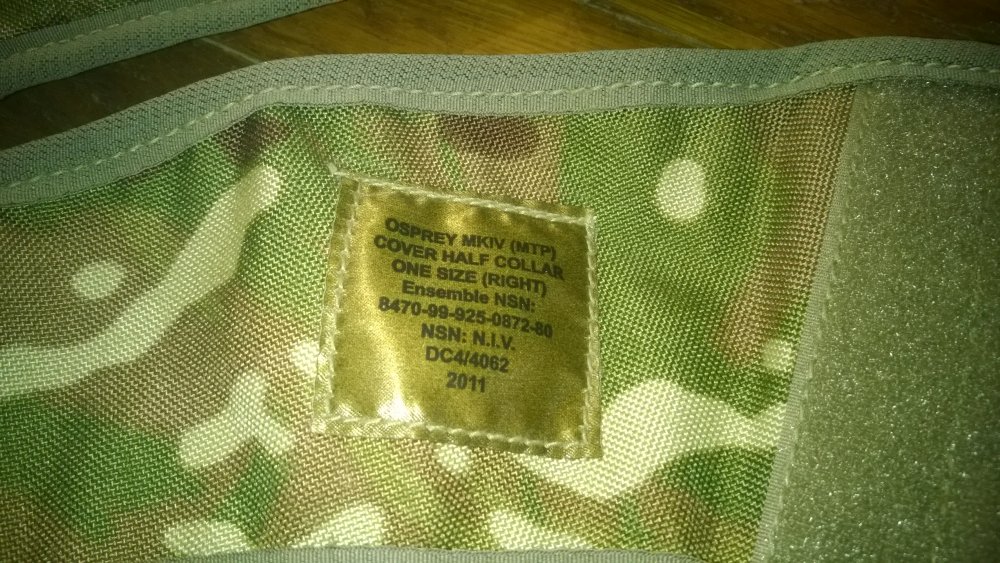 OSPREY MKIV (MTP)
COVER HALF COLLAR
ONE SIZE (RIGHT)
Ensemble NSN:
8470-99-925-0872-80
NSN: N.I.V.
DC4/4062
2011